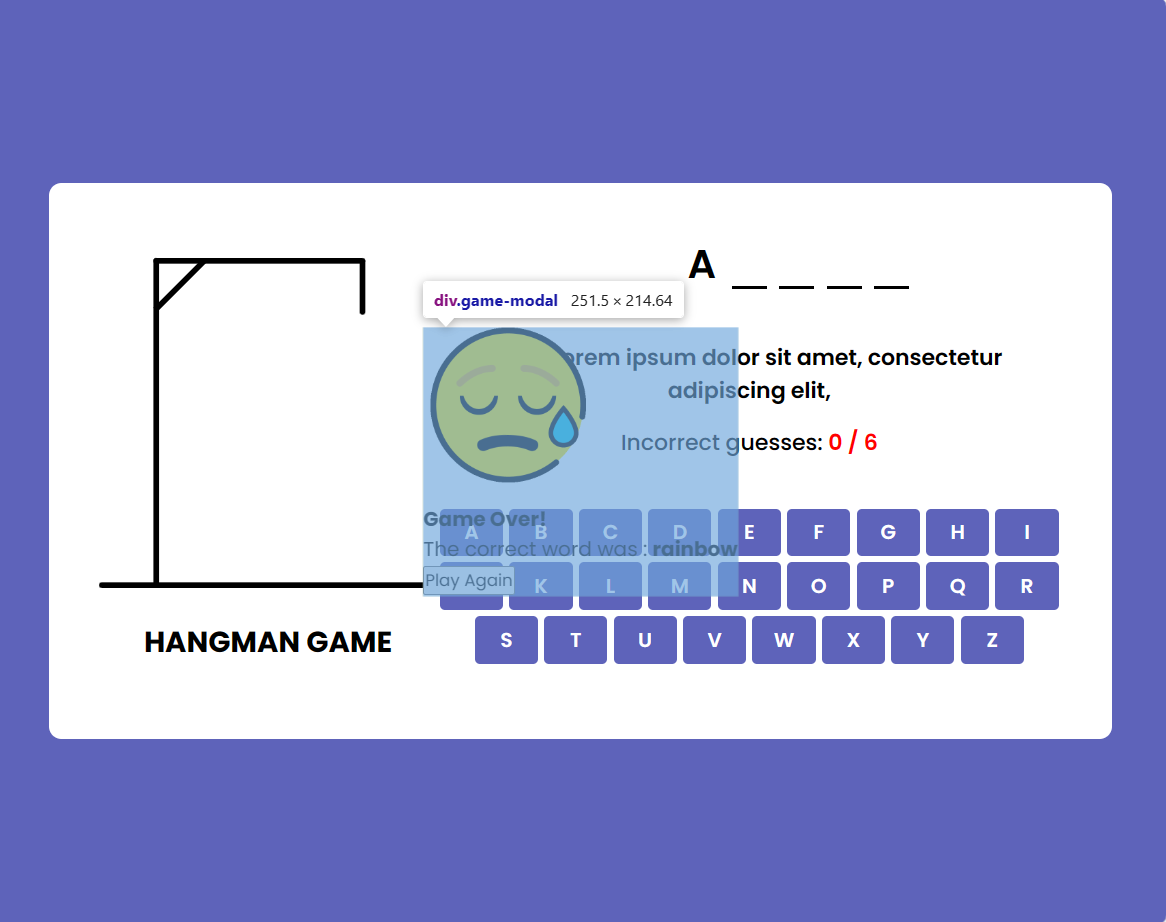 A _ _ _ _
div.game-modal 251.5 × 214.64
orem ipsum dolor sit amet, consectetur
adipiscing elit,
Incorrect guesses: 0 / 6
Game Over!
A B C D E F G H I
The correct word was : rainbow
Play Again
K L M N O P Q R
S T U V W X Y Z
HANGMAN GAME